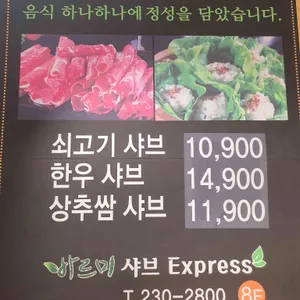 음식 하나하나에 정성을 담았습니다.
쇠고기 샤브 10,900
한우 샤브 14,900
상추쌈 샤브 11,900
바르미 샤브 Express
T.230-2800 8F